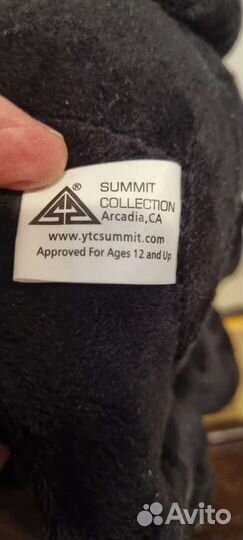 SUMMIT
COLLECTION
Arcadia,CA
www.ytcsummit.com
Approved For Ages 12 and Up
Avito